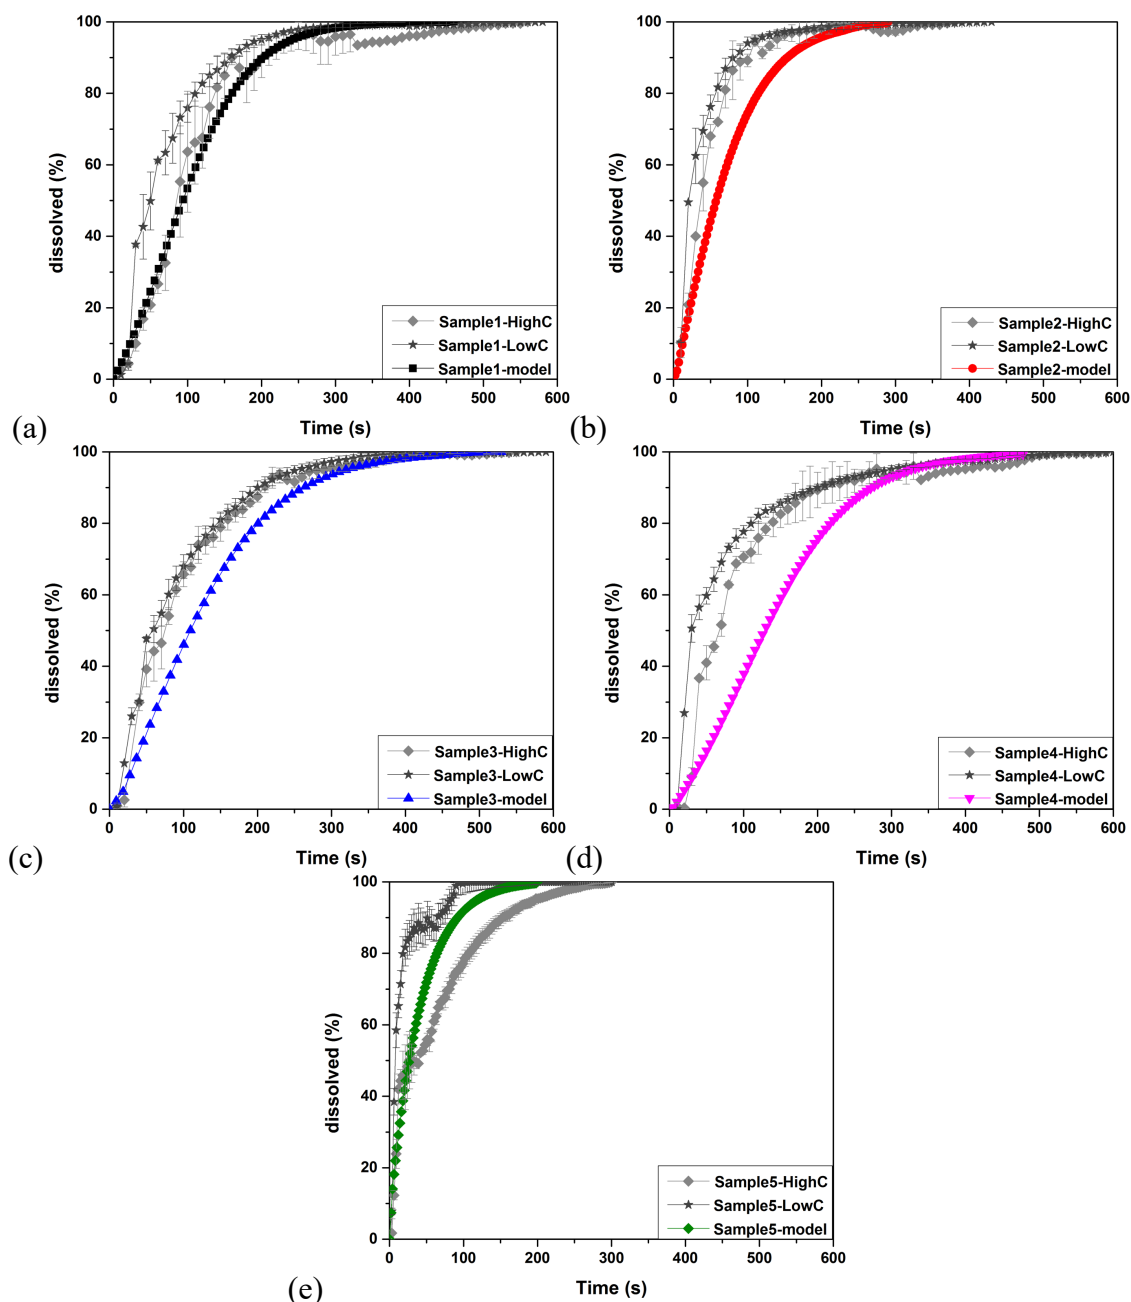 100
80
60
40
20
0
dissolved (%)
0 100 200 300 400 500 600
Time (s)
Sample1-HighC
Sample1-LowC
Sample1-model
(a)
100
80
60
40
20
0
dissolved (%)
0 100 200 300 400 500 600
Time (s)
Sample2-HighC
Sample2-LowC
Sample2-model
(b)
100
80
60
40
20
0
dissolved (%)
0 100 200 300 400 500 600
Time (s)
Sample3-HighC
Sample3-LowC
Sample3-model
(c)
100
80
60
40
20
0
dissolved (%)
0 100 200 300 400 500 600
Time (s)
Sample4-HighC
Sample4-LowC
Sample4-model
(d)
100
80
60
40
20
0
dissolved (%)
0 100 200 300 400 500 600
Time (s)
Sample5-HighC
Sample5-LowC
Sample5-model
(e)